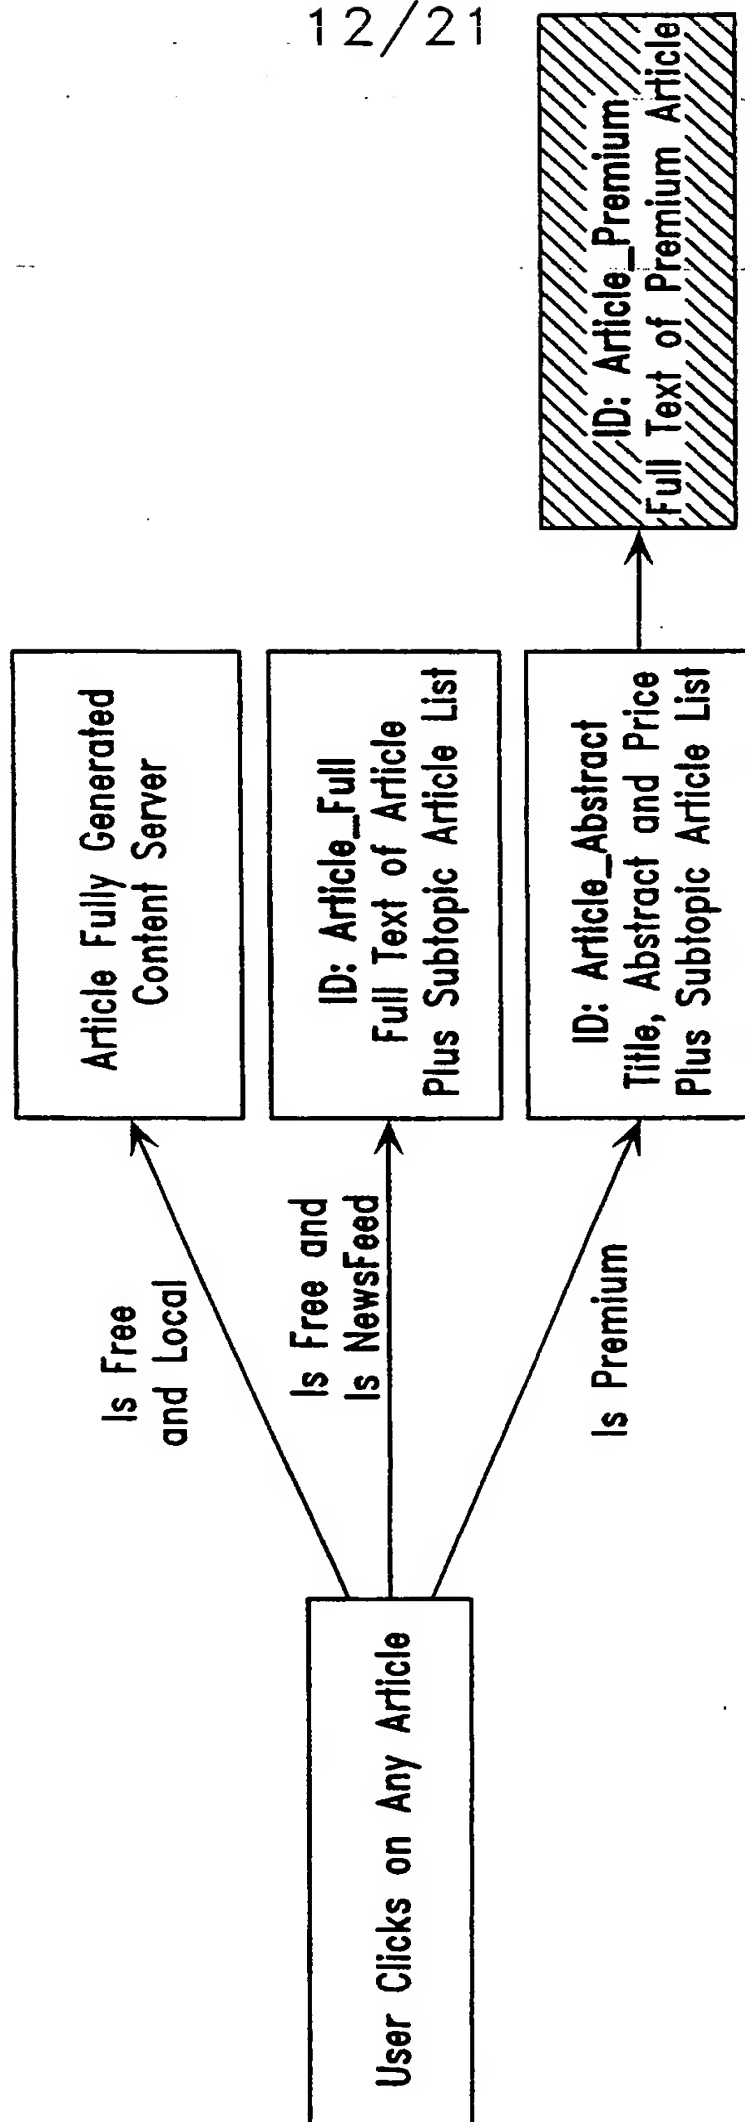 12/21
User Clicks on Any Article
Is Free
and Local
Is Free and
Is NewsFeed
Is Premium
Article Fully Generated
Content Server
ID: Article_Full
Full Text of Article
Plus Subtopic Article List
ID: Article_Abstract
Title, Abstract and Price
Plus Subtopic Article List
ID: Article_Premium
Full Text of Premium Article